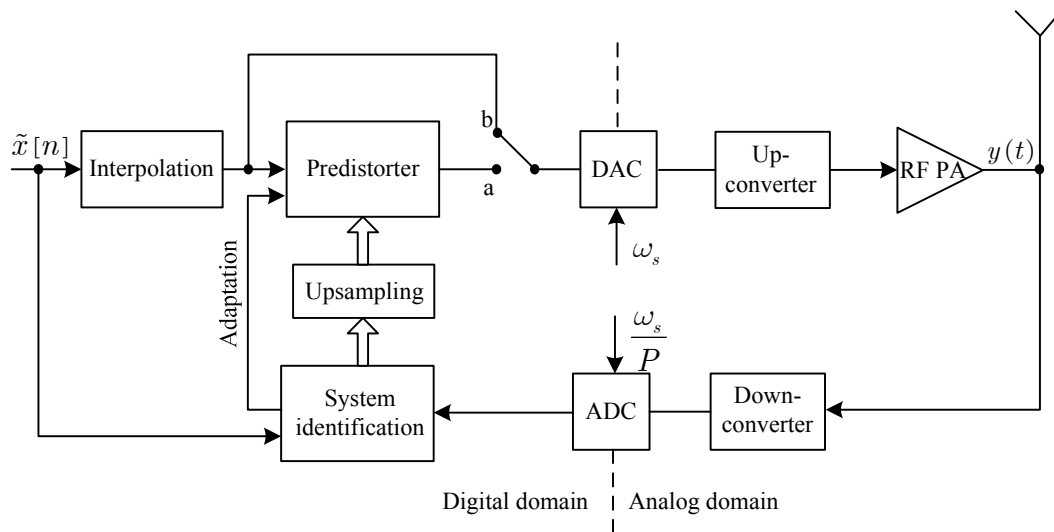 x̃[n]
Interpolation
Predistorter
b
a
DAC
Up-
converter
RF PA
y(t)
ω_s
Adaptation
Upsampling
ω_s
P
System
identification
ADC
Down-
converter
Digital domain
Analog domain